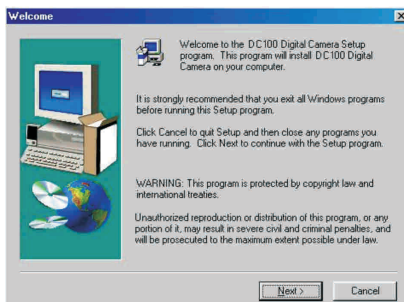 Welcome
Welcome to the DC100 Digital Camera Setup
program. This program will install DC100 Digital
Camera on your computer.
It is strongly recommended that you exit all Windows programs
before running this Setup program.
Click Cancel to quit Setup and then close any programs you
have running. Click Next to continue with the Setup program.
WARNING: This program is protected by copyright law and
international treaties.
Unauthorized reproduction or distribution of this program, or any
portion of it, may result in severe civil and criminal penalties, and
will be prosecuted to the maximum extent possible under law.
Next >
Cancel